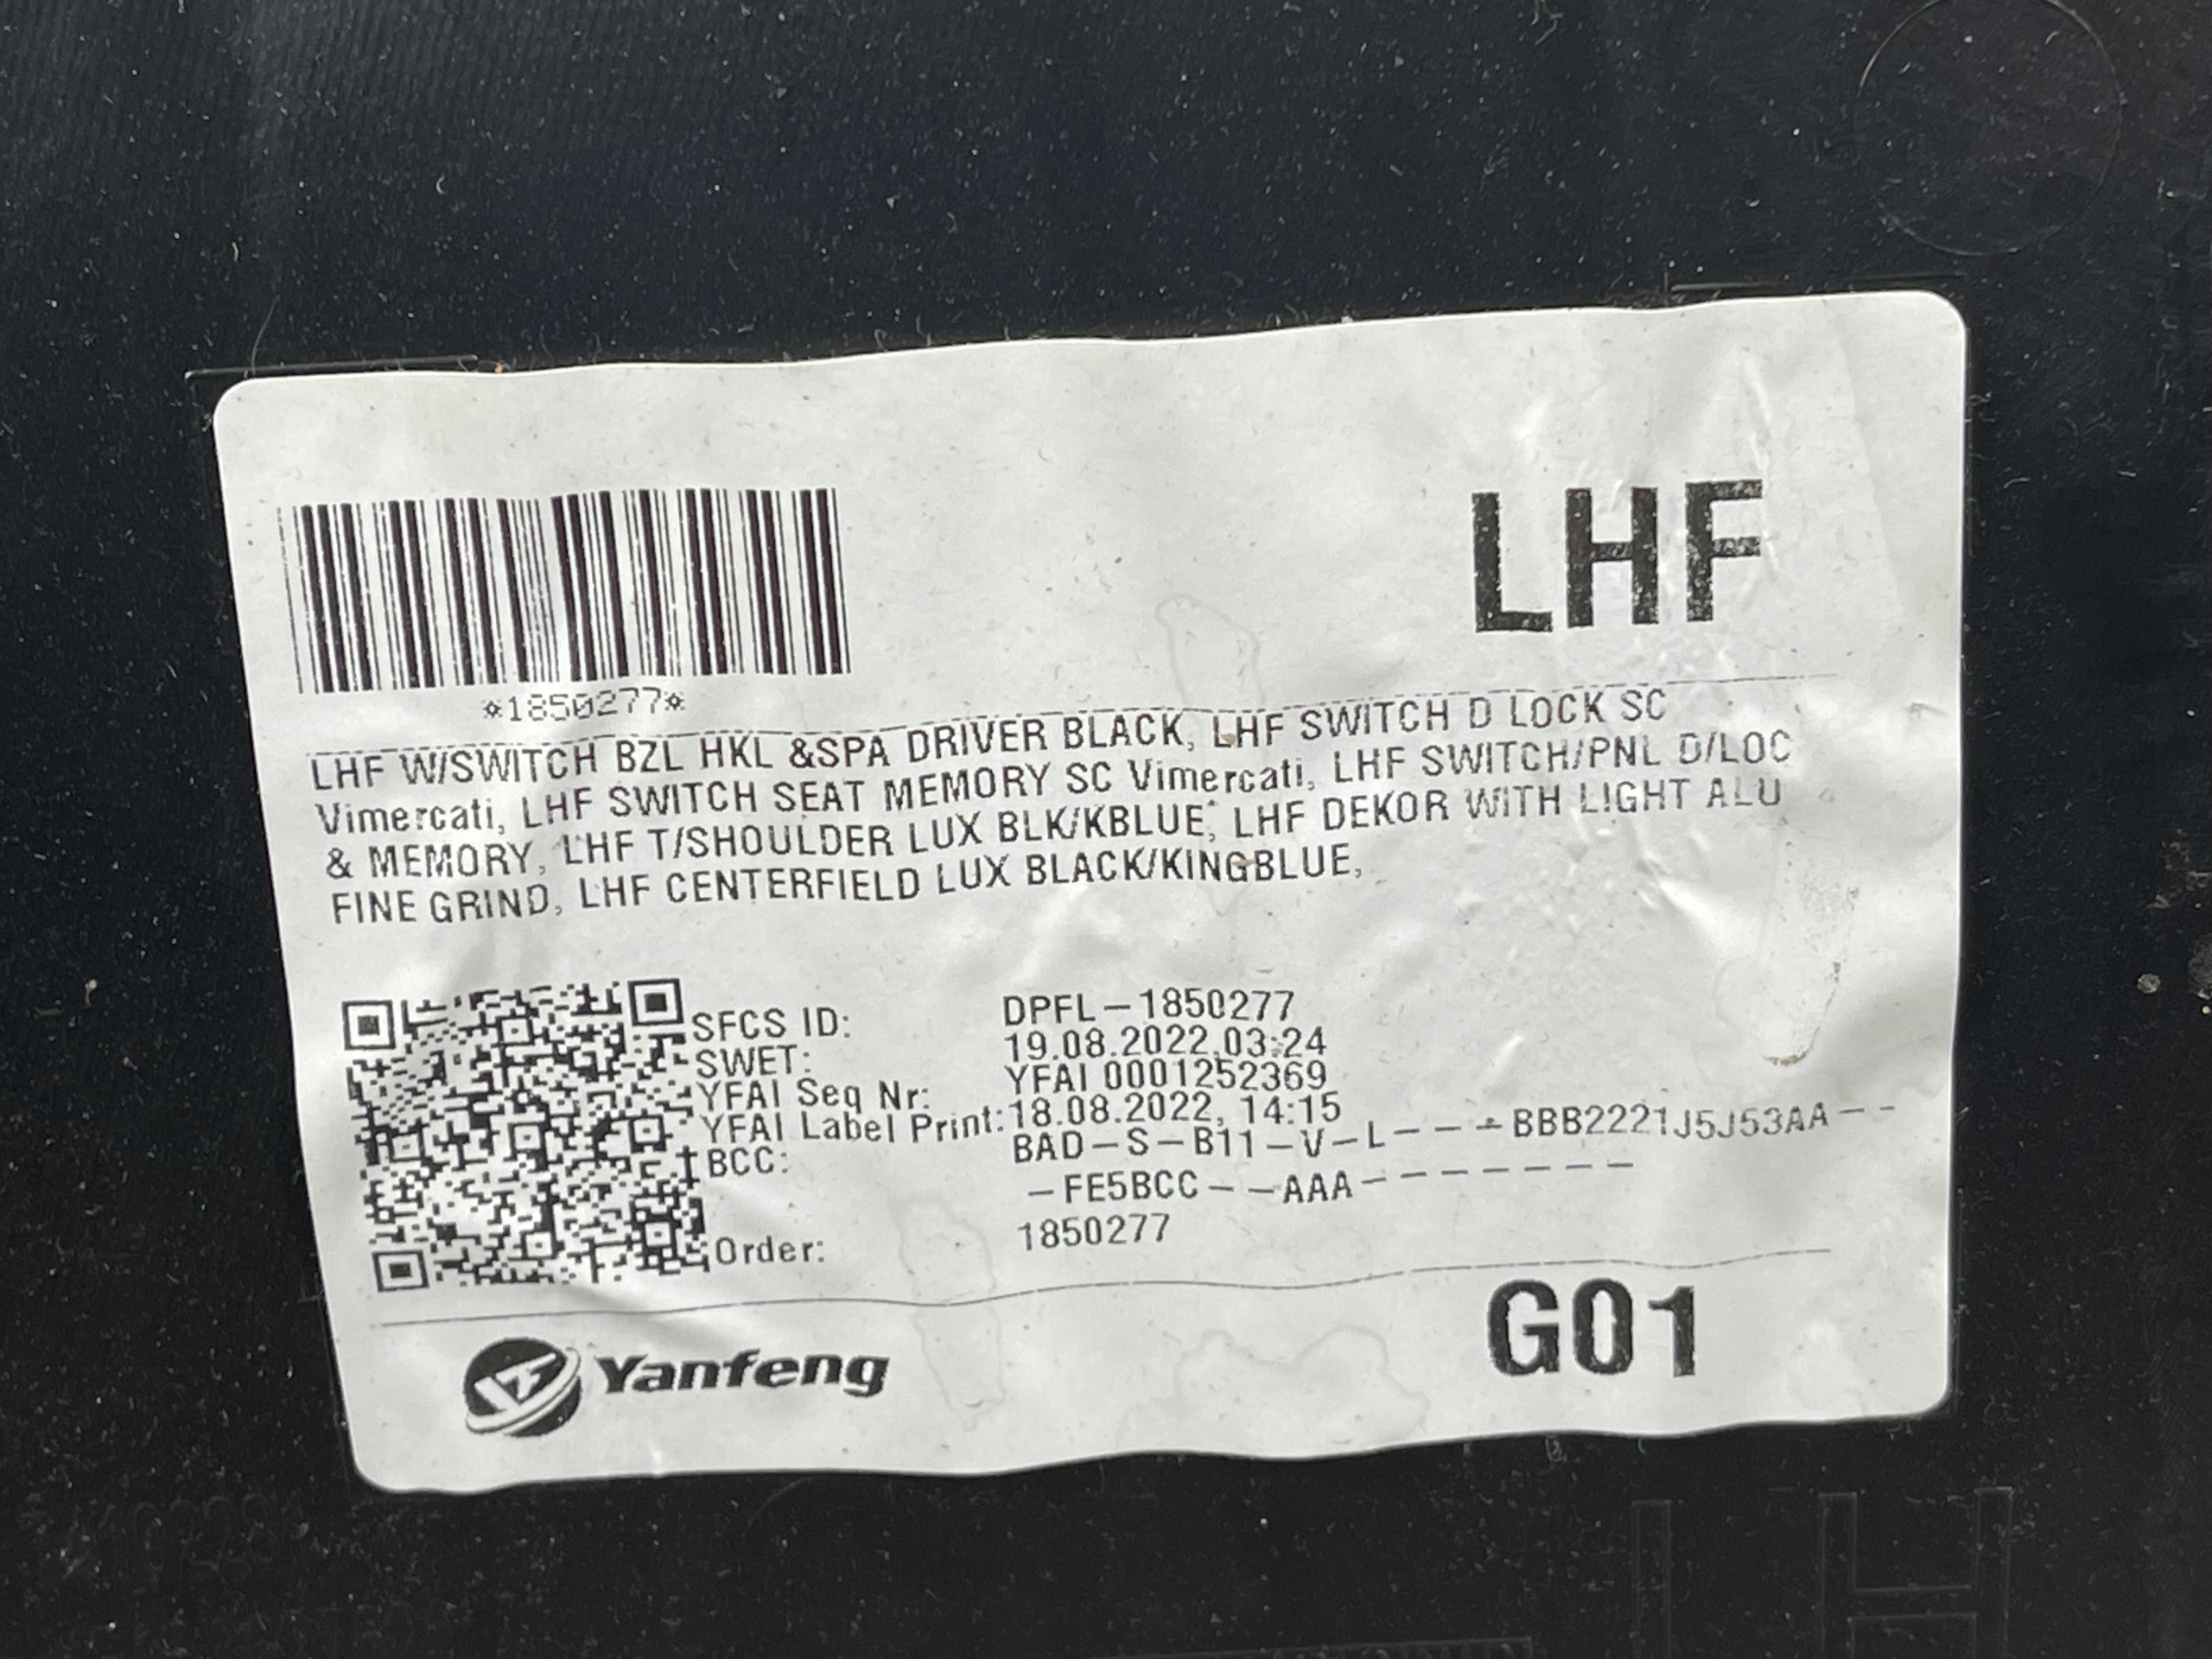 LHF
*1850277*
LHF W/SWITCH BZL HKL &SPA DRIVER BLACK, LHF SWITCH D LOCK SC
Vimercati, LHF SWITCH SEAT MEMORY SC Vimercati, LHF SWITCH/PNL D/LOC
& MEMORY, LHF T/SHOULDER LUX BLK/KBLUE, LHF DEKOR WITH LIGHT ALU
FINE GRIND, LHF CENTERFIELD LUX BLACK/KINGBLUE,
SFCS ID: DPFL-1850277
SWET: 19.08.2022,03:24
YFAI Seq Nr: YFAI 0001252369
YFAI Label Print: 18.08.2022, 14:15
BCC: BAD-S-B11-V-L----BBB2221J5J53AA--
-FE5BCC--AAA-------
Order: 1850277
Yanfeng
G01
LH